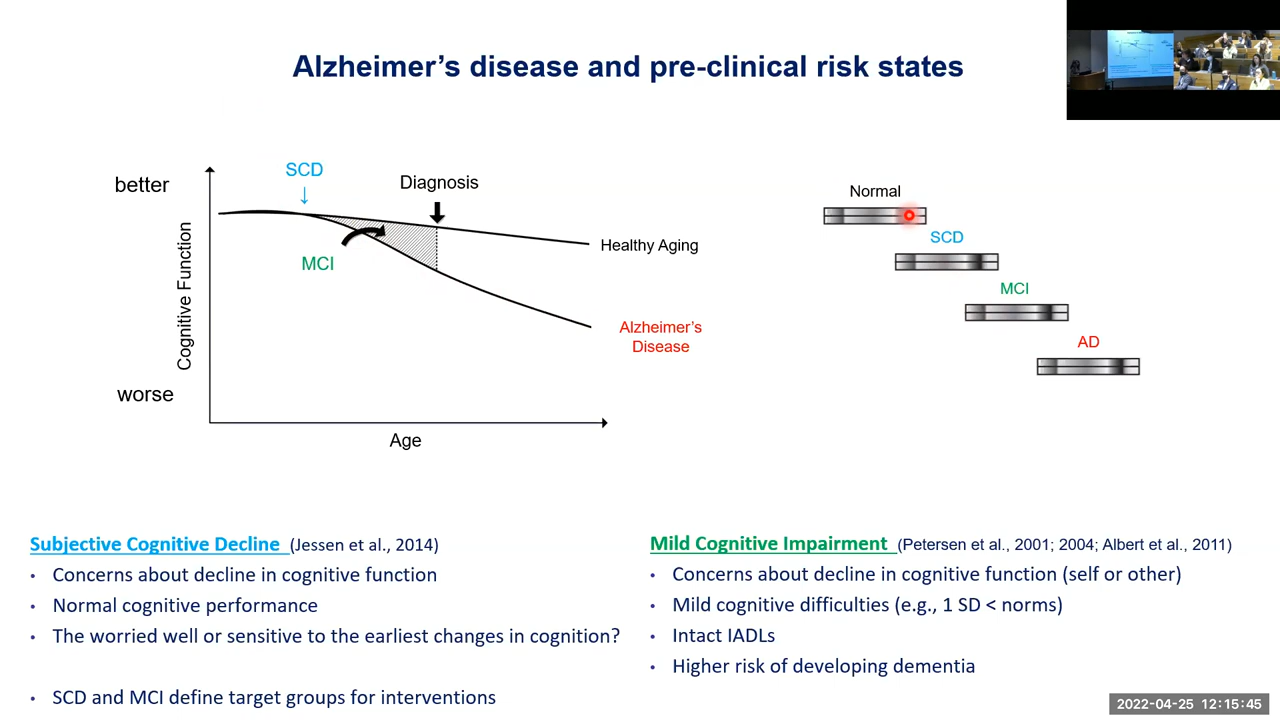 Alzheimer’s disease and pre-clinical risk states
better
SCD
↓
Diagnosis
Cognitive Function
MCI
Healthy Aging
Alzheimer’s
Disease
worse
Age
Normal
SCD
MCI
AD
Subjective Cognitive Decline (Jessen et al., 2014)
• Concerns about decline in cognitive function
• Normal cognitive performance
• The worried well or sensitive to the earliest changes in cognition?
• SCD and MCI define target groups for interventions
Mild Cognitive Impairment (Petersen et al., 2001; 2004; Albert et al., 2011)
• Concerns about decline in cognitive function (self or other)
• Mild cognitive difficulties (e.g., 1 SD < norms)
• Intact IADLs
• Higher risk of developing dementia
2022-04-25 12:15:45